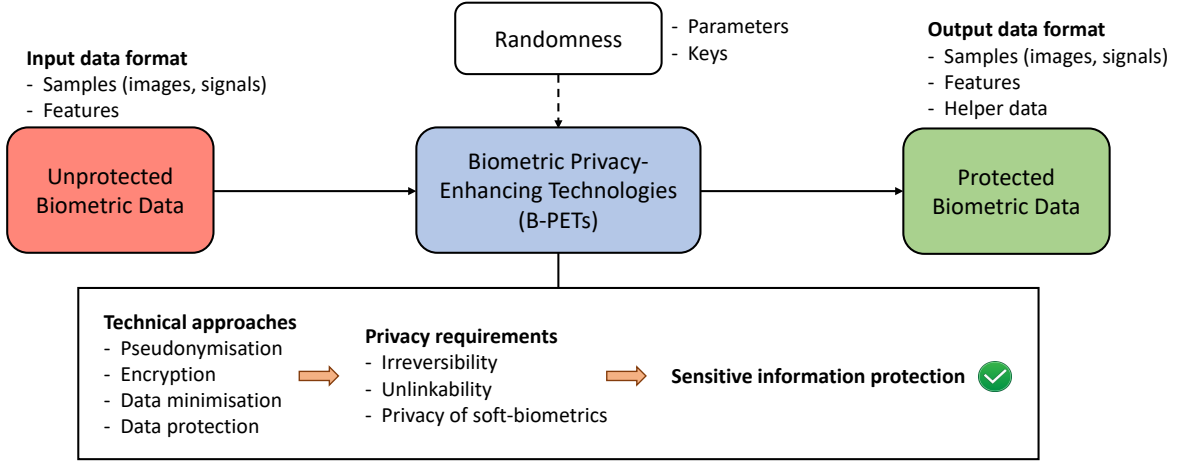 Input data format
- Samples (images, signals)
- Features
Unprotected
Biometric Data
Randomness
- Parameters
- Keys
Biometric Privacy-
Enhancing Technologies
(B-PETs)
Output data format
- Samples (images, signals)
- Features
- Helper data
Protected
Biometric Data
Technical approaches
- Pseudonymisation
- Encryption
- Data minimisation
- Data protection
Privacy requirements
- Irreversibility
- Unlinkability
- Privacy of soft-biometrics
Sensitive information protection